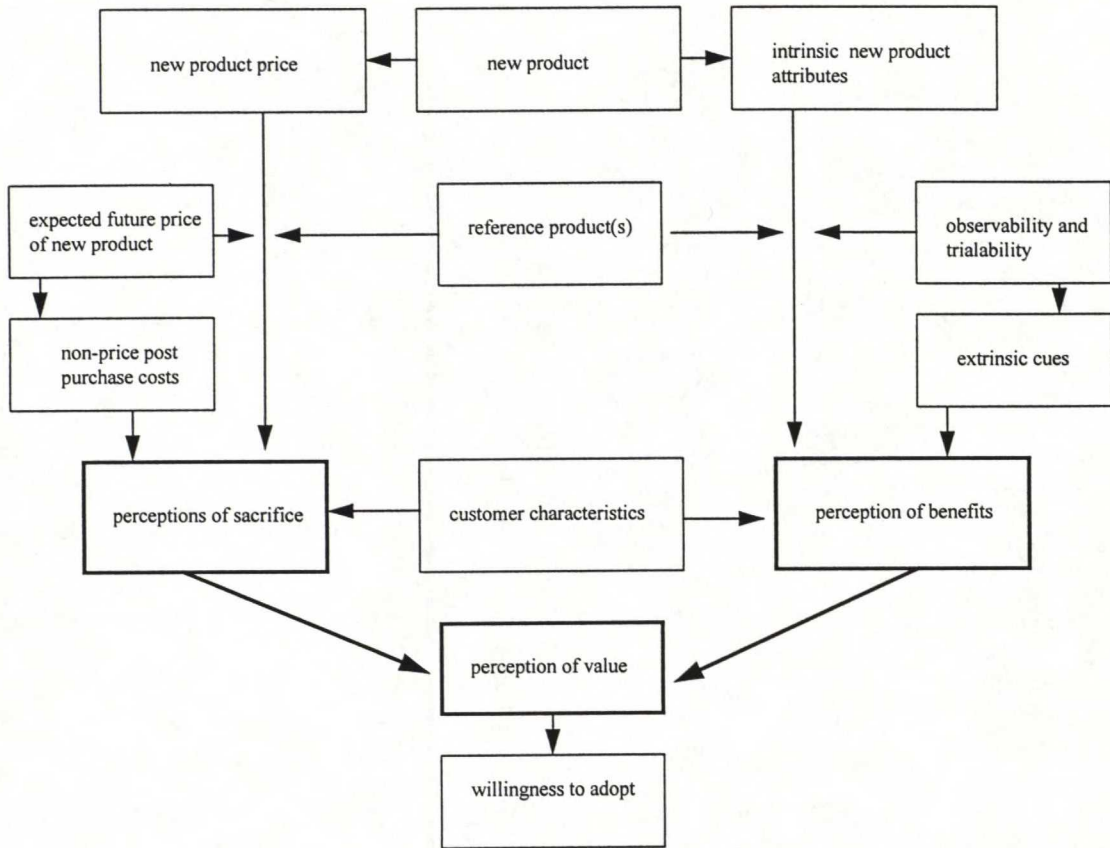 new product price
new product
intrinsic new product
attributes
expected future price
of new product
reference product(s)
observability and
trialability
non-price post
purchase costs
extrinsic cues
perceptions of sacrifice
customer characteristics
perception of benefits
perception of value
willingness to adopt